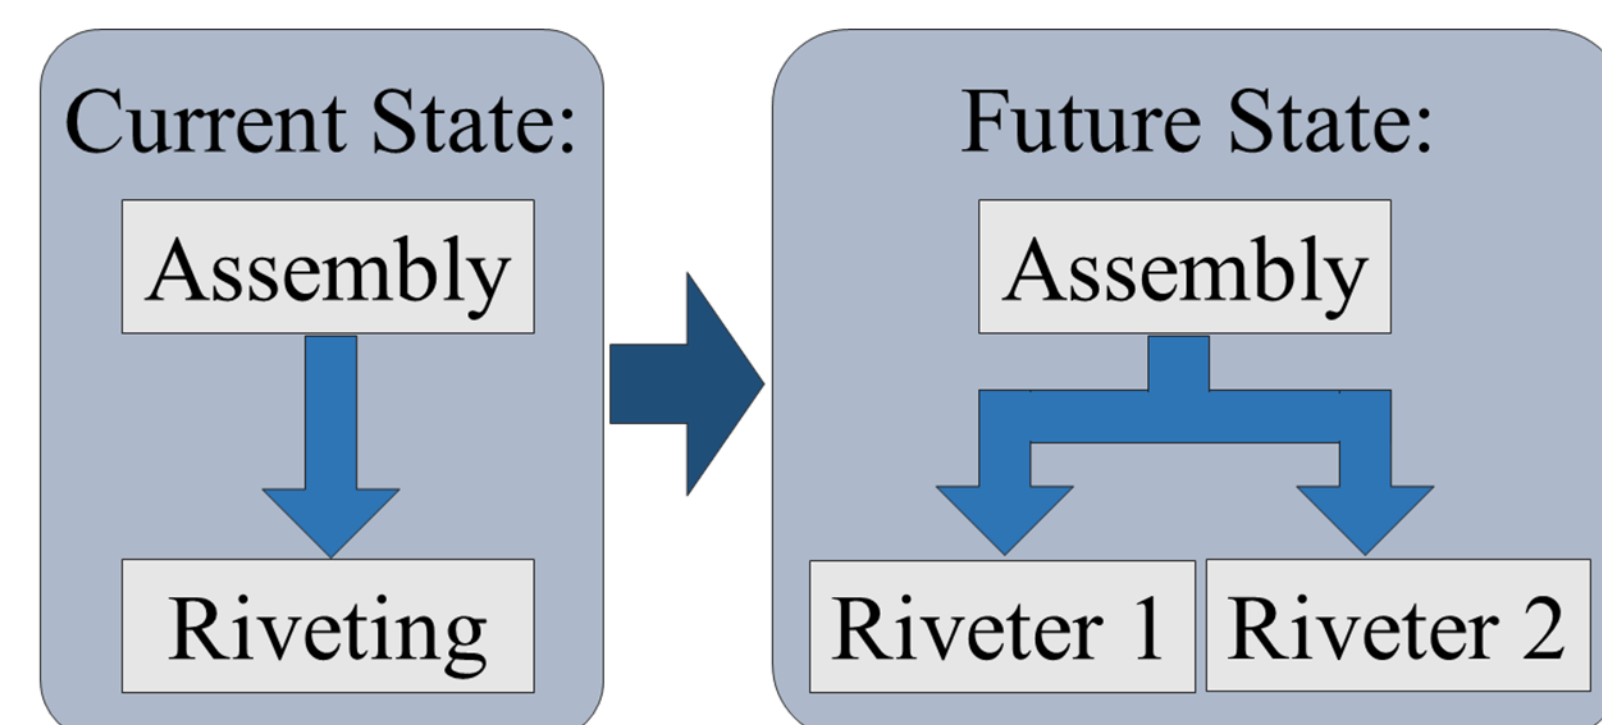 Current State:
Assembly
Riveting
Future State:
Assembly
Riveter 1
Riveter 2